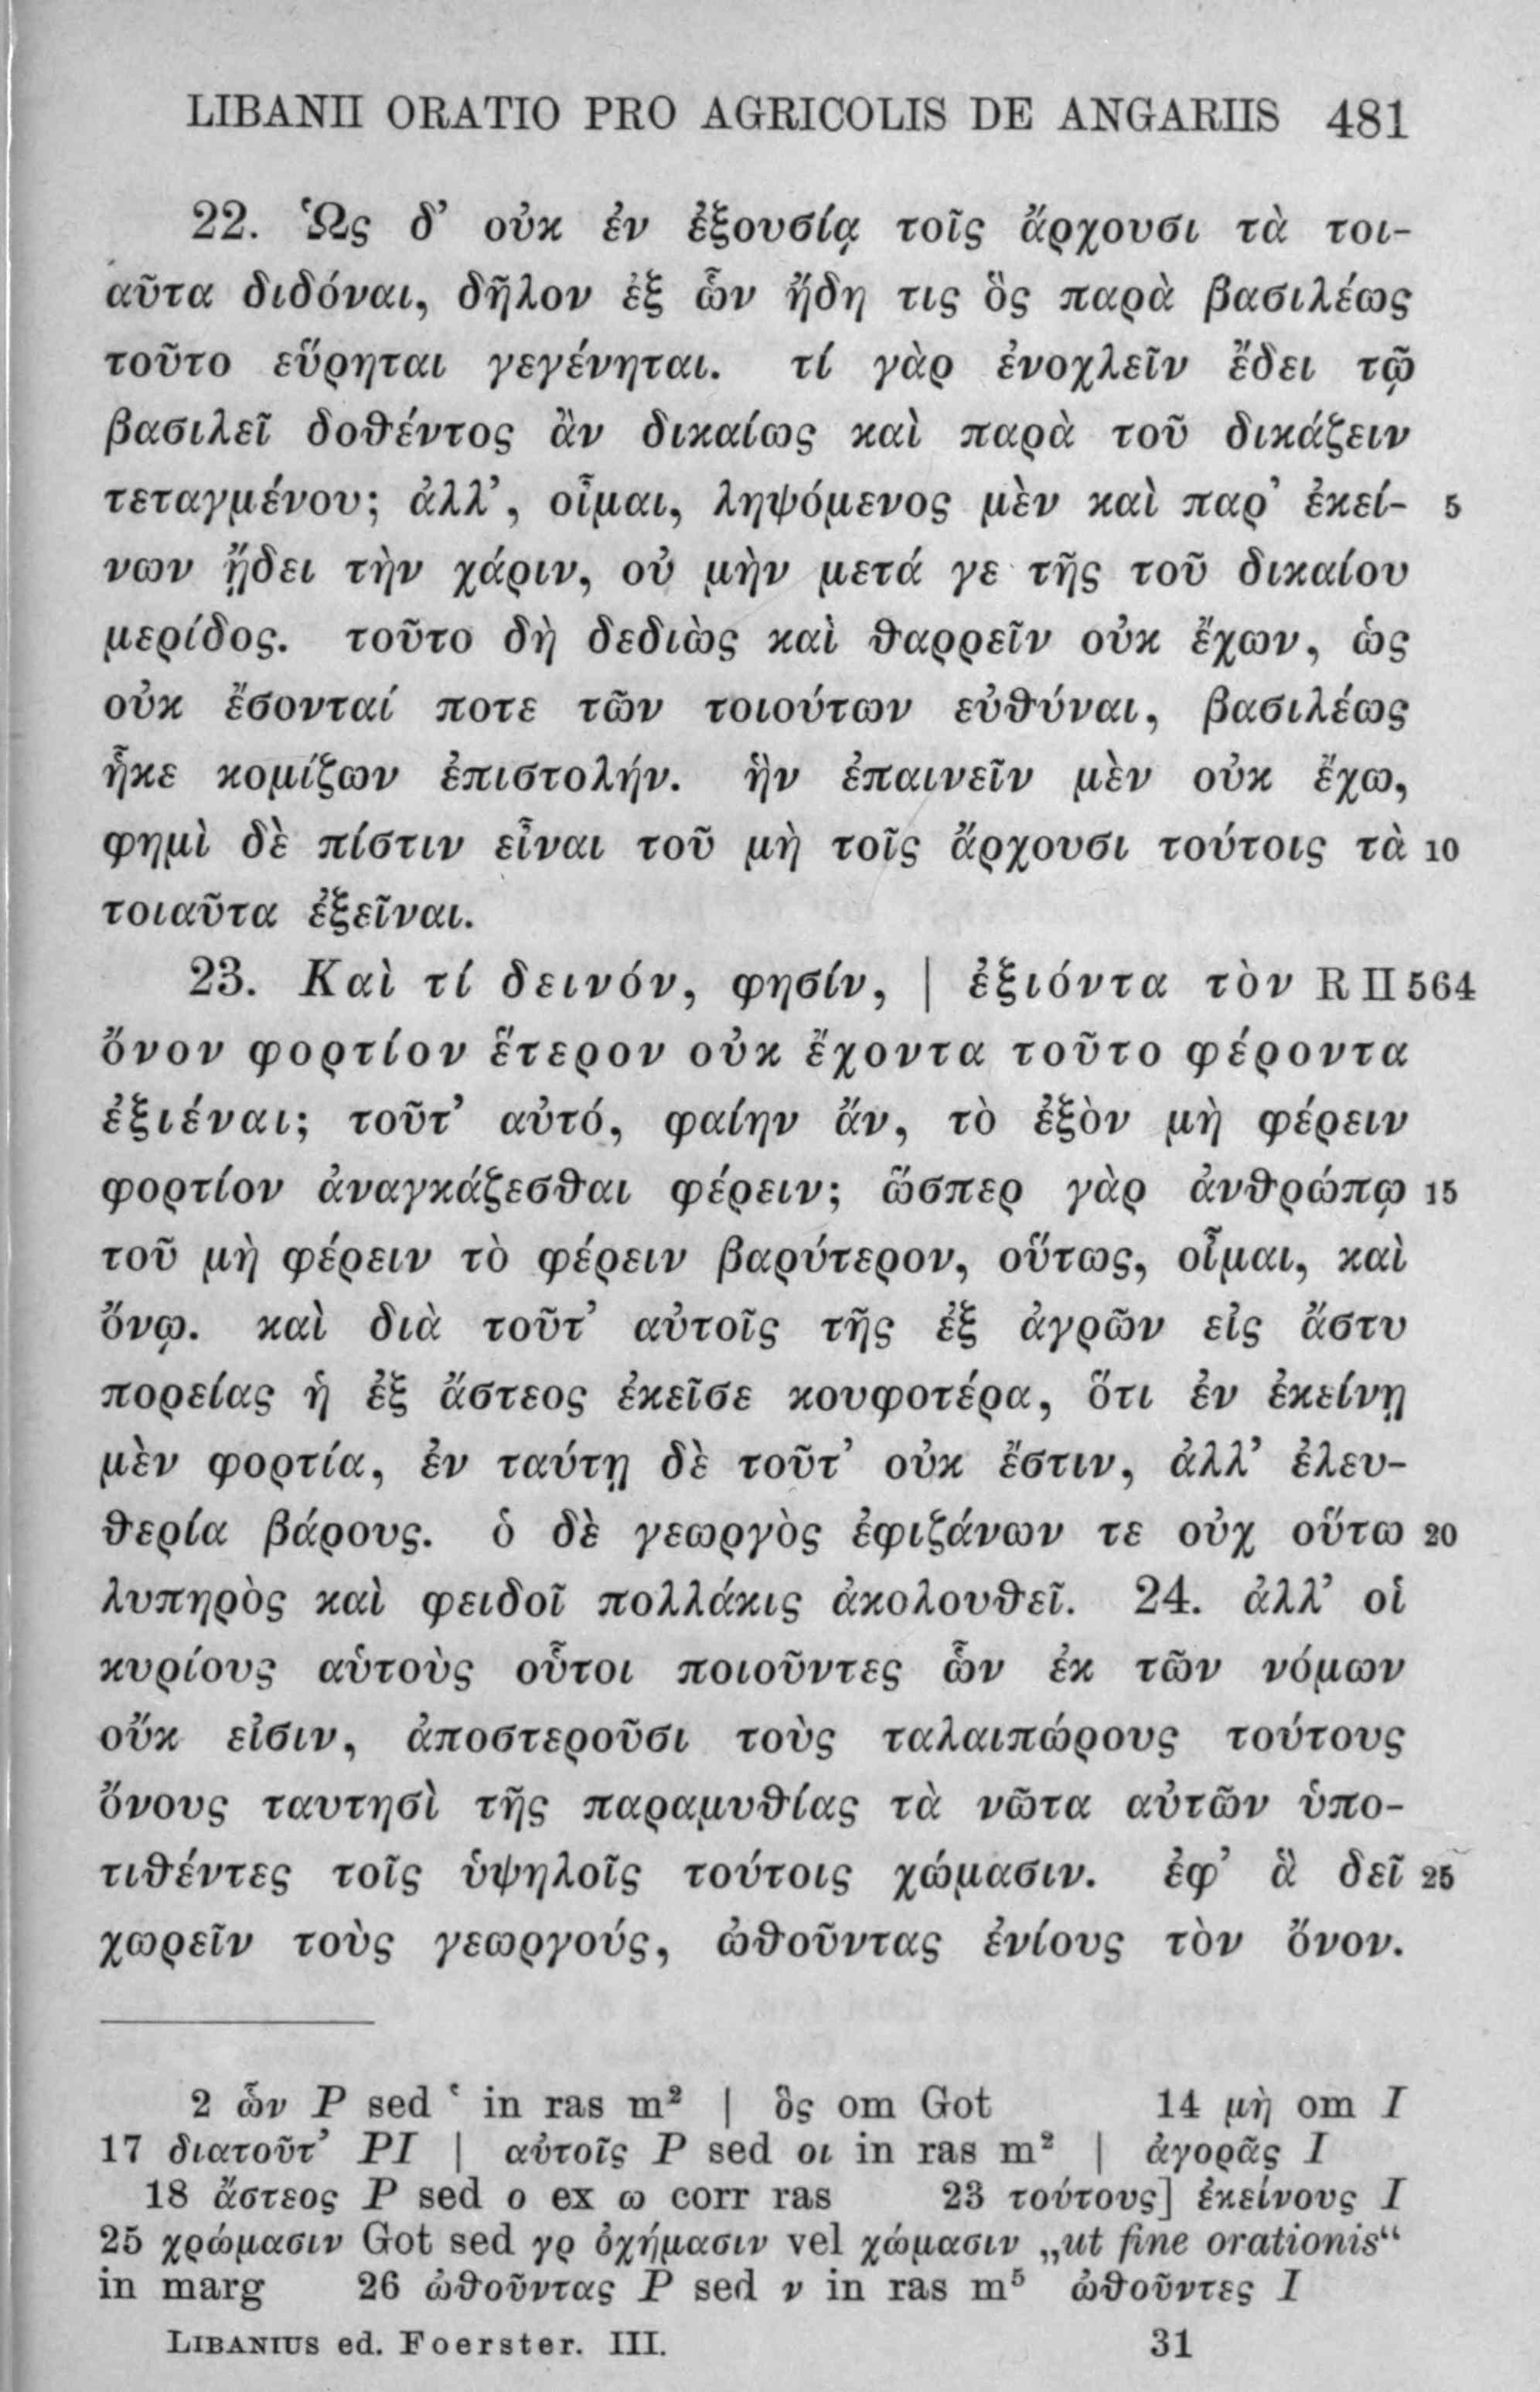 LIBANII ORATIO PRO AGRICOLIS DE ANGARIIS 481
22. Ὡς δ’ οὐκ ἐν ἐξουσίᾳ τοῖς ἄρχουσι τὰ τοι-
αῦτα διδόναι, δῆλον ἐξ ὧν ἤδη τις ὃς παρὰ βασιλέως
τοῦτο εὕρηται γεγένηται. τί γὰρ ἐνοχλεῖν ἔδει τῷ
βασιλεῖ δοθέντος ἂν δικαίως καὶ παρὰ τοῦ δικάζειν
τεταγμένου; ἀλλ’, οἶμαι, ληψόμενος μὲν καὶ παρ’ ἐκεί- 5
νων ᾔδει τὴν χάριν, οὐ μὴν μετά γε τῆς τοῦ δικαίου
μερίδος. τοῦτο δὴ δεδιὼς καὶ θαρρεῖν οὐκ ἔχων, ὡς
οὐκ ἔσονταί ποτε τῶν τοιούτων εὐθύναι, βασιλέως
ἧκε κομίζων ἐπιστολήν. ἣν ἐπαινεῖν μὲν οὐκ ἔχω,
φημὶ δὲ πίστιν εἶναι τοῦ μὴ τοῖς ἄρχουσι τούτοις τὰ 10
τοιαῦτα ἐξεῖναι.
23. Καὶ τί δεινόν, φησίν, | ἐξιόντα τὸν R II 564
ὄνον φορτίον ἕτερον οὐκ ἔχοντα τοῦτο φέροντα
ἐξιέναι; τοῦτ’ αὐτό, φαίην ἄν, τὸ ἐξὸν μὴ φέρειν
φορτίον ἀναγκάζεσθαι φέρειν; ὥσπερ γὰρ ἀνθρώπῳ 15
τοῦ μὴ φέρειν τὸ φέρειν βαρύτερον, οὕτως, οἶμαι, καὶ
ὄνῳ. καὶ διὰ τοῦτ’ αὐτοῖς τῆς ἐξ ἀγρῶν εἰς ἄστυ
πορείας ἡ ἐξ ἄστεος ἐκεῖσε κουφοτέρα, ὅτι ἐν ἐκείνῃ
μὲν φορτία, ἐν ταύτῃ δὲ τοῦτ’ οὐκ ἔστιν, ἀλλ’ ἐλευ-
θερία βάρους. ὁ δὲ γεωργὸς ἐφιζάνων τε οὐχ οὕτω 20
λυπηρὸς καὶ φειδοῖ πολλάκις ἀκολουθεῖ. 24. ἀλλ’ οἱ
κυρίους αὑτοὺς οὗτοι ποιοῦντες ὧν ἐκ τῶν νόμων
οὔκ εἰσιν, ἀποστεροῦσι τοὺς ταλαιπώρους τούτους
ὄνους ταυτησὶ τῆς παραμυθίας τὰ νῶτα αὐτῶν ὑπο-
τιθέντες τοῖς ὑψηλοῖς τούτοις χώμασιν. ἐφ’ ἃ δεῖ 25
χωρεῖν τοὺς γεωργούς, ὠθοῦντας ἐνίους τὸν ὄνον.
2 ὧν P sed ‘ in ras m² | ὃς om Got 14 μὴ om I
17 διατοῦτ’ PI | αὐτοῖς P sed οι in ras m² | ἀγορᾶς I
18 ἄστεος P sed ο ex ω corr ras 23 τούτους] ἐκείνους I
25 χρώμασιν Got sed γρ ὀχήμασιν vel χώμασιν „ut fine orationis“
in marg 26 ὠθοῦντας P sed ν in ras m⁵ ὠθοῦντες I
LIBANIUS ed. Foerster. III. 31